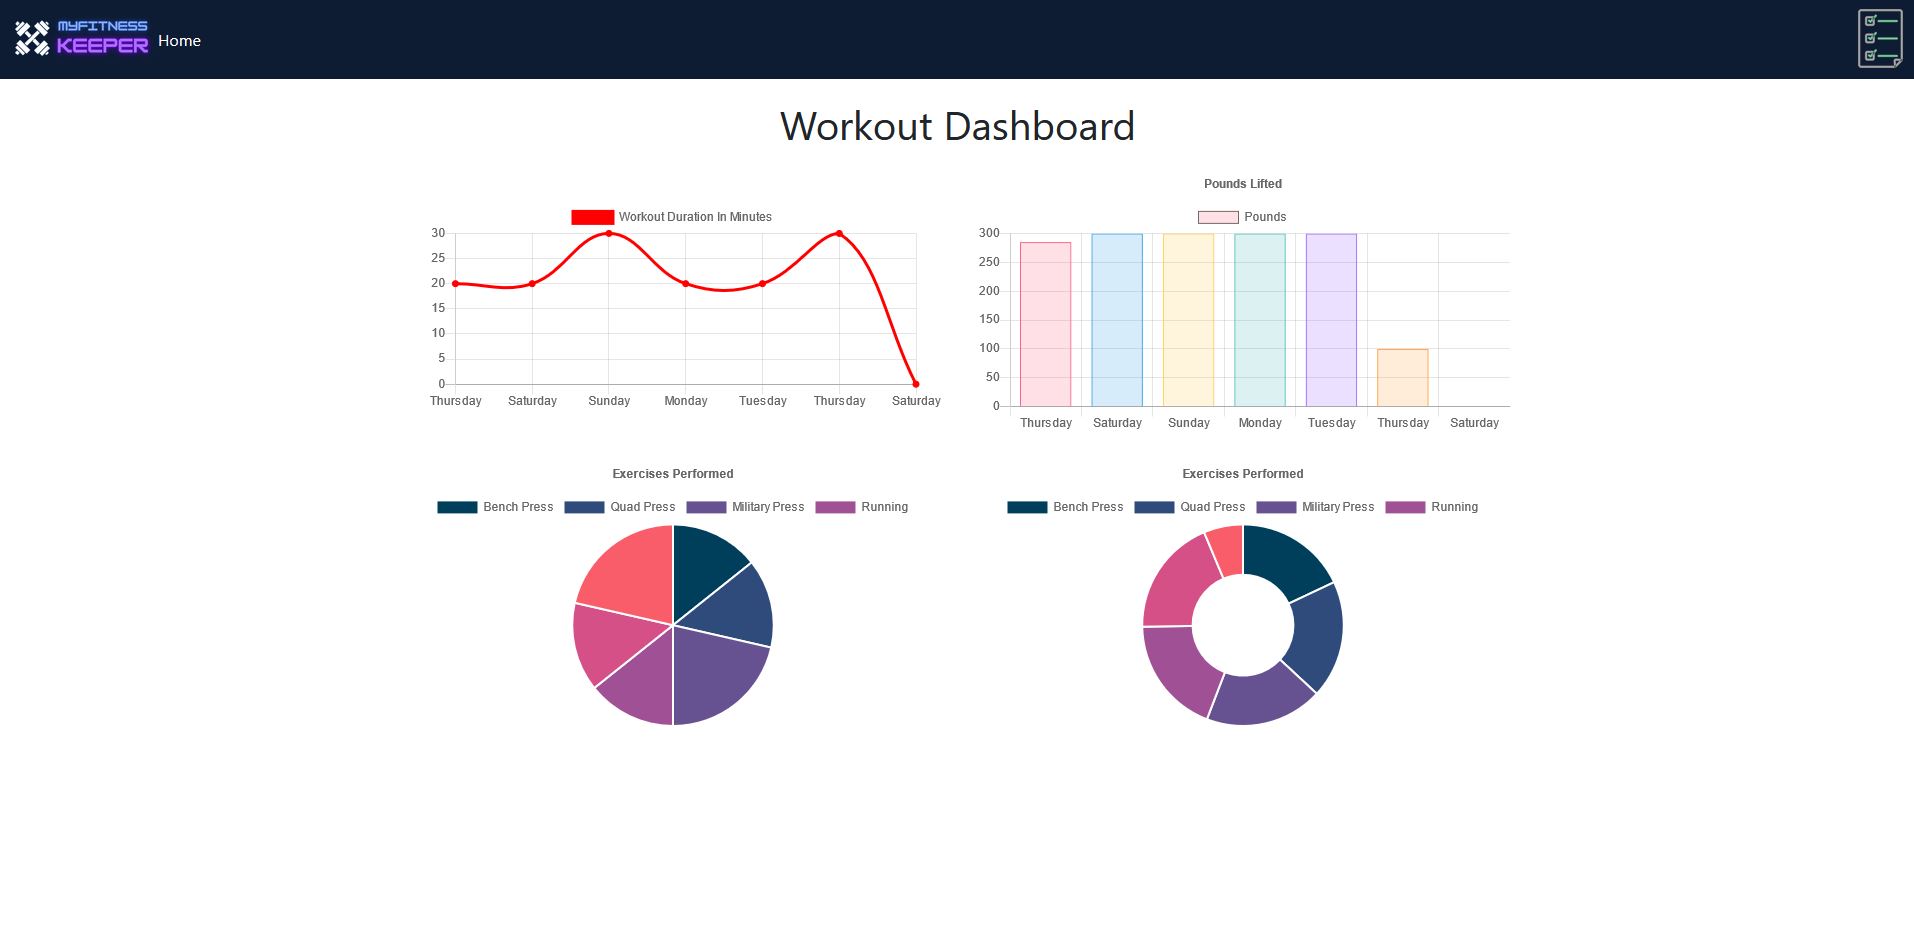 MYFITNESS
KEEPER
Home
Workout Dashboard
Workout Duration In Minutes
30
25
20
15
10
5
0
Thursday Saturday Sunday Monday Tuesday Thursday Saturday
Pounds Lifted
Pounds
300
250
200
150
100
50
0
Thursday Saturday Sunday Monday Tuesday Thursday Saturday
Exercises Performed
Bench Press Quad Press Military Press Running
Exercises Performed
Bench Press Quad Press Military Press Running